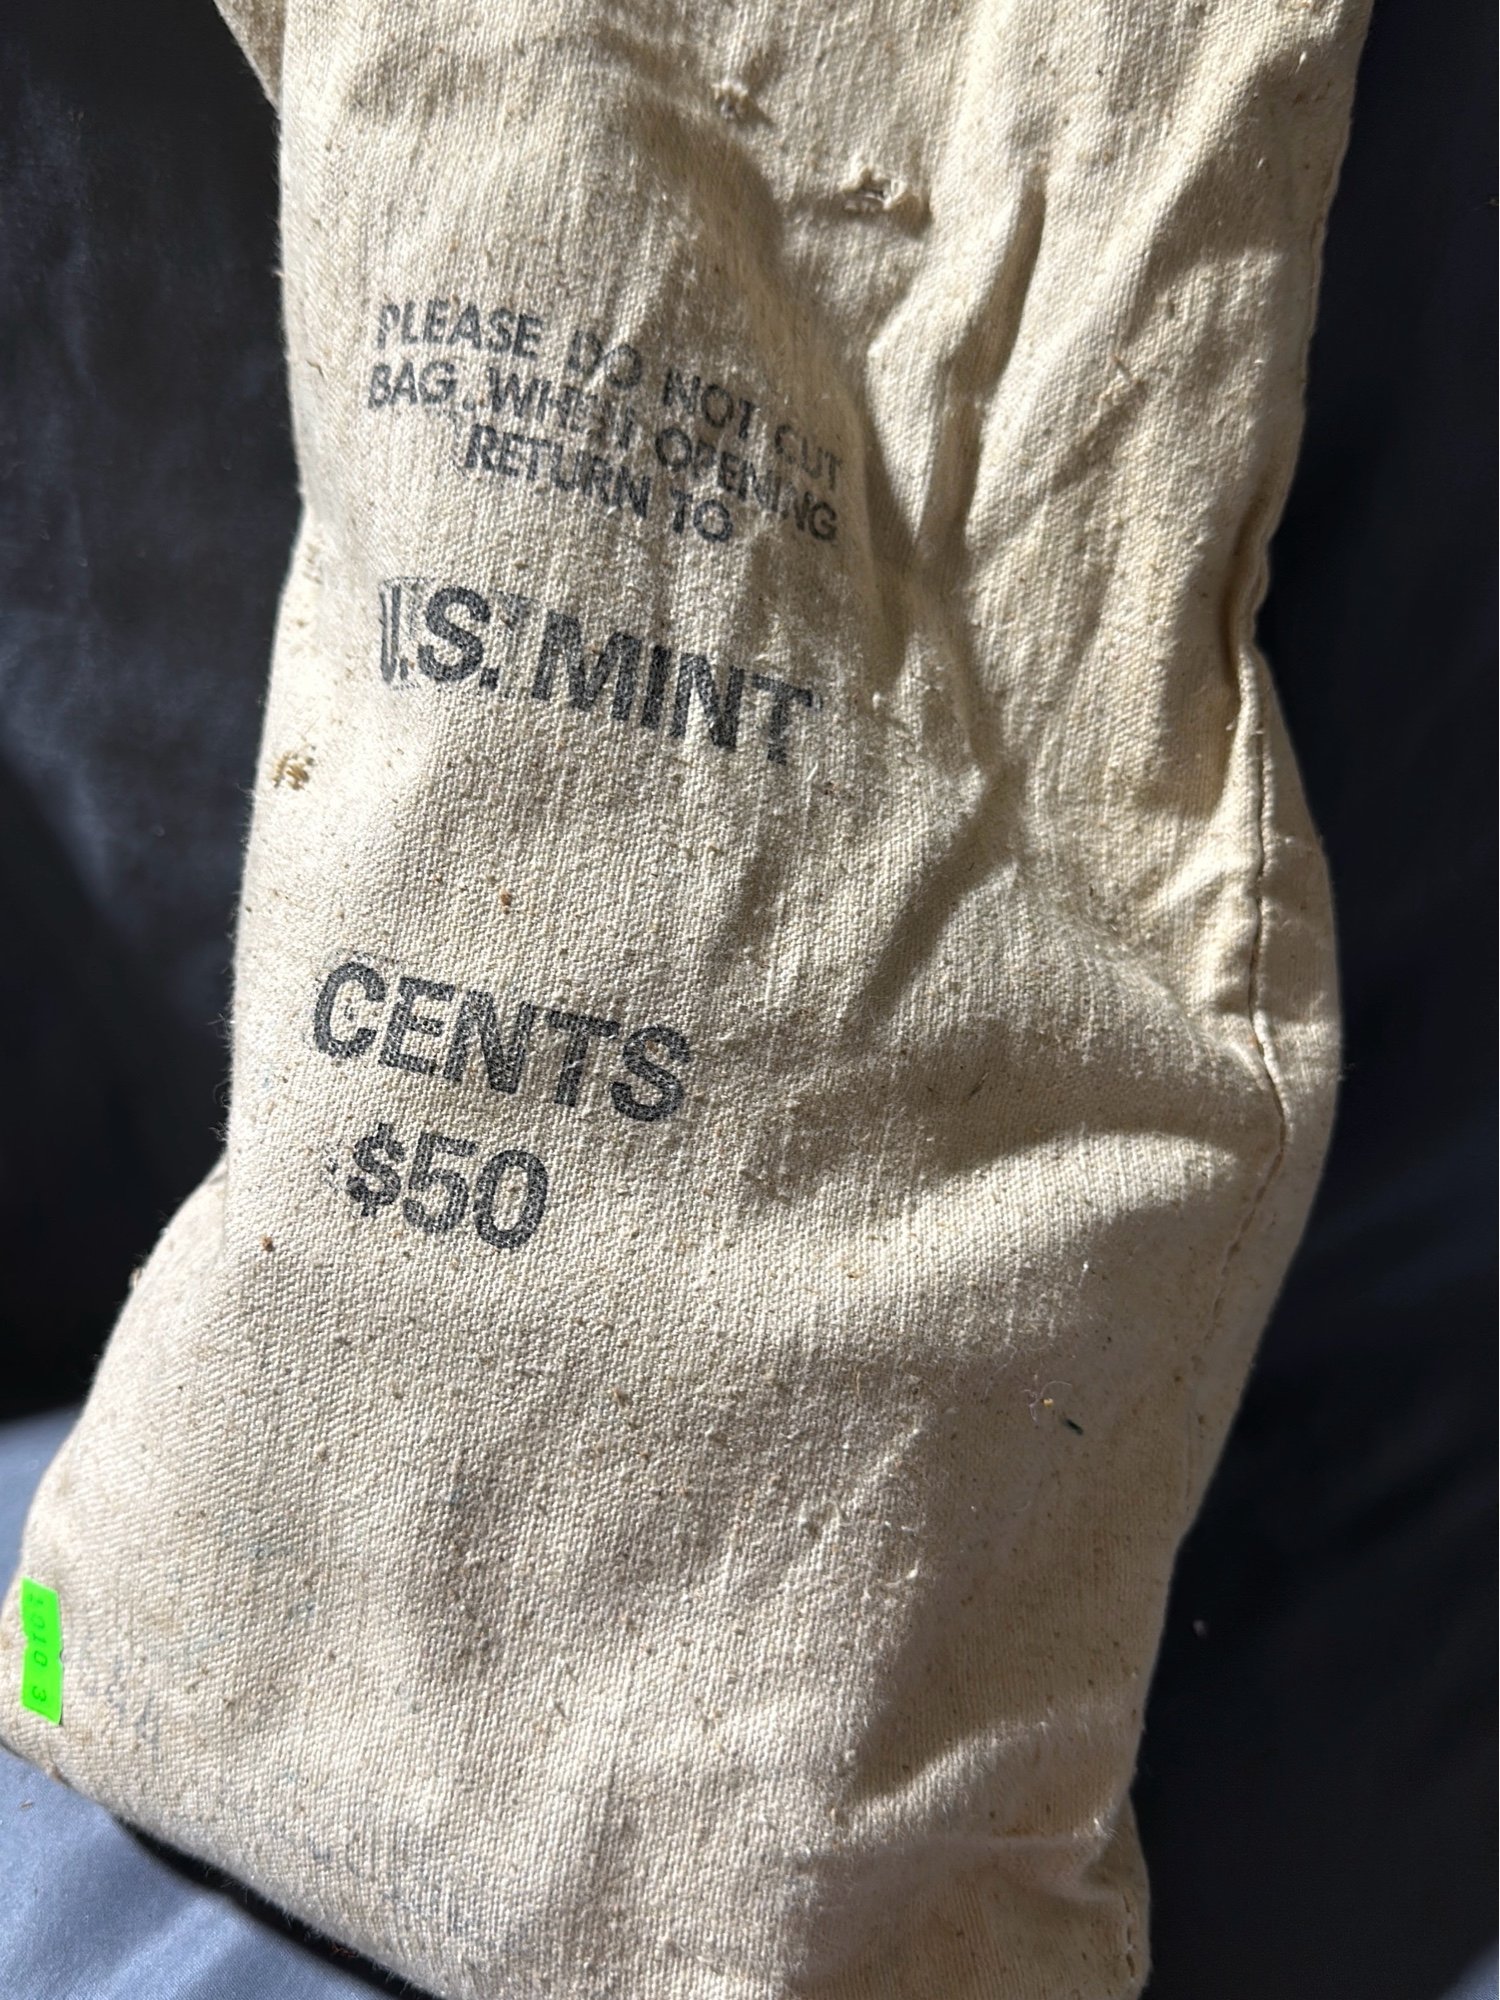 PLEASE DO NOT CUT
BAG. WHEN OPENING
RETURN TO
U.S. MINT
CENTS
$50